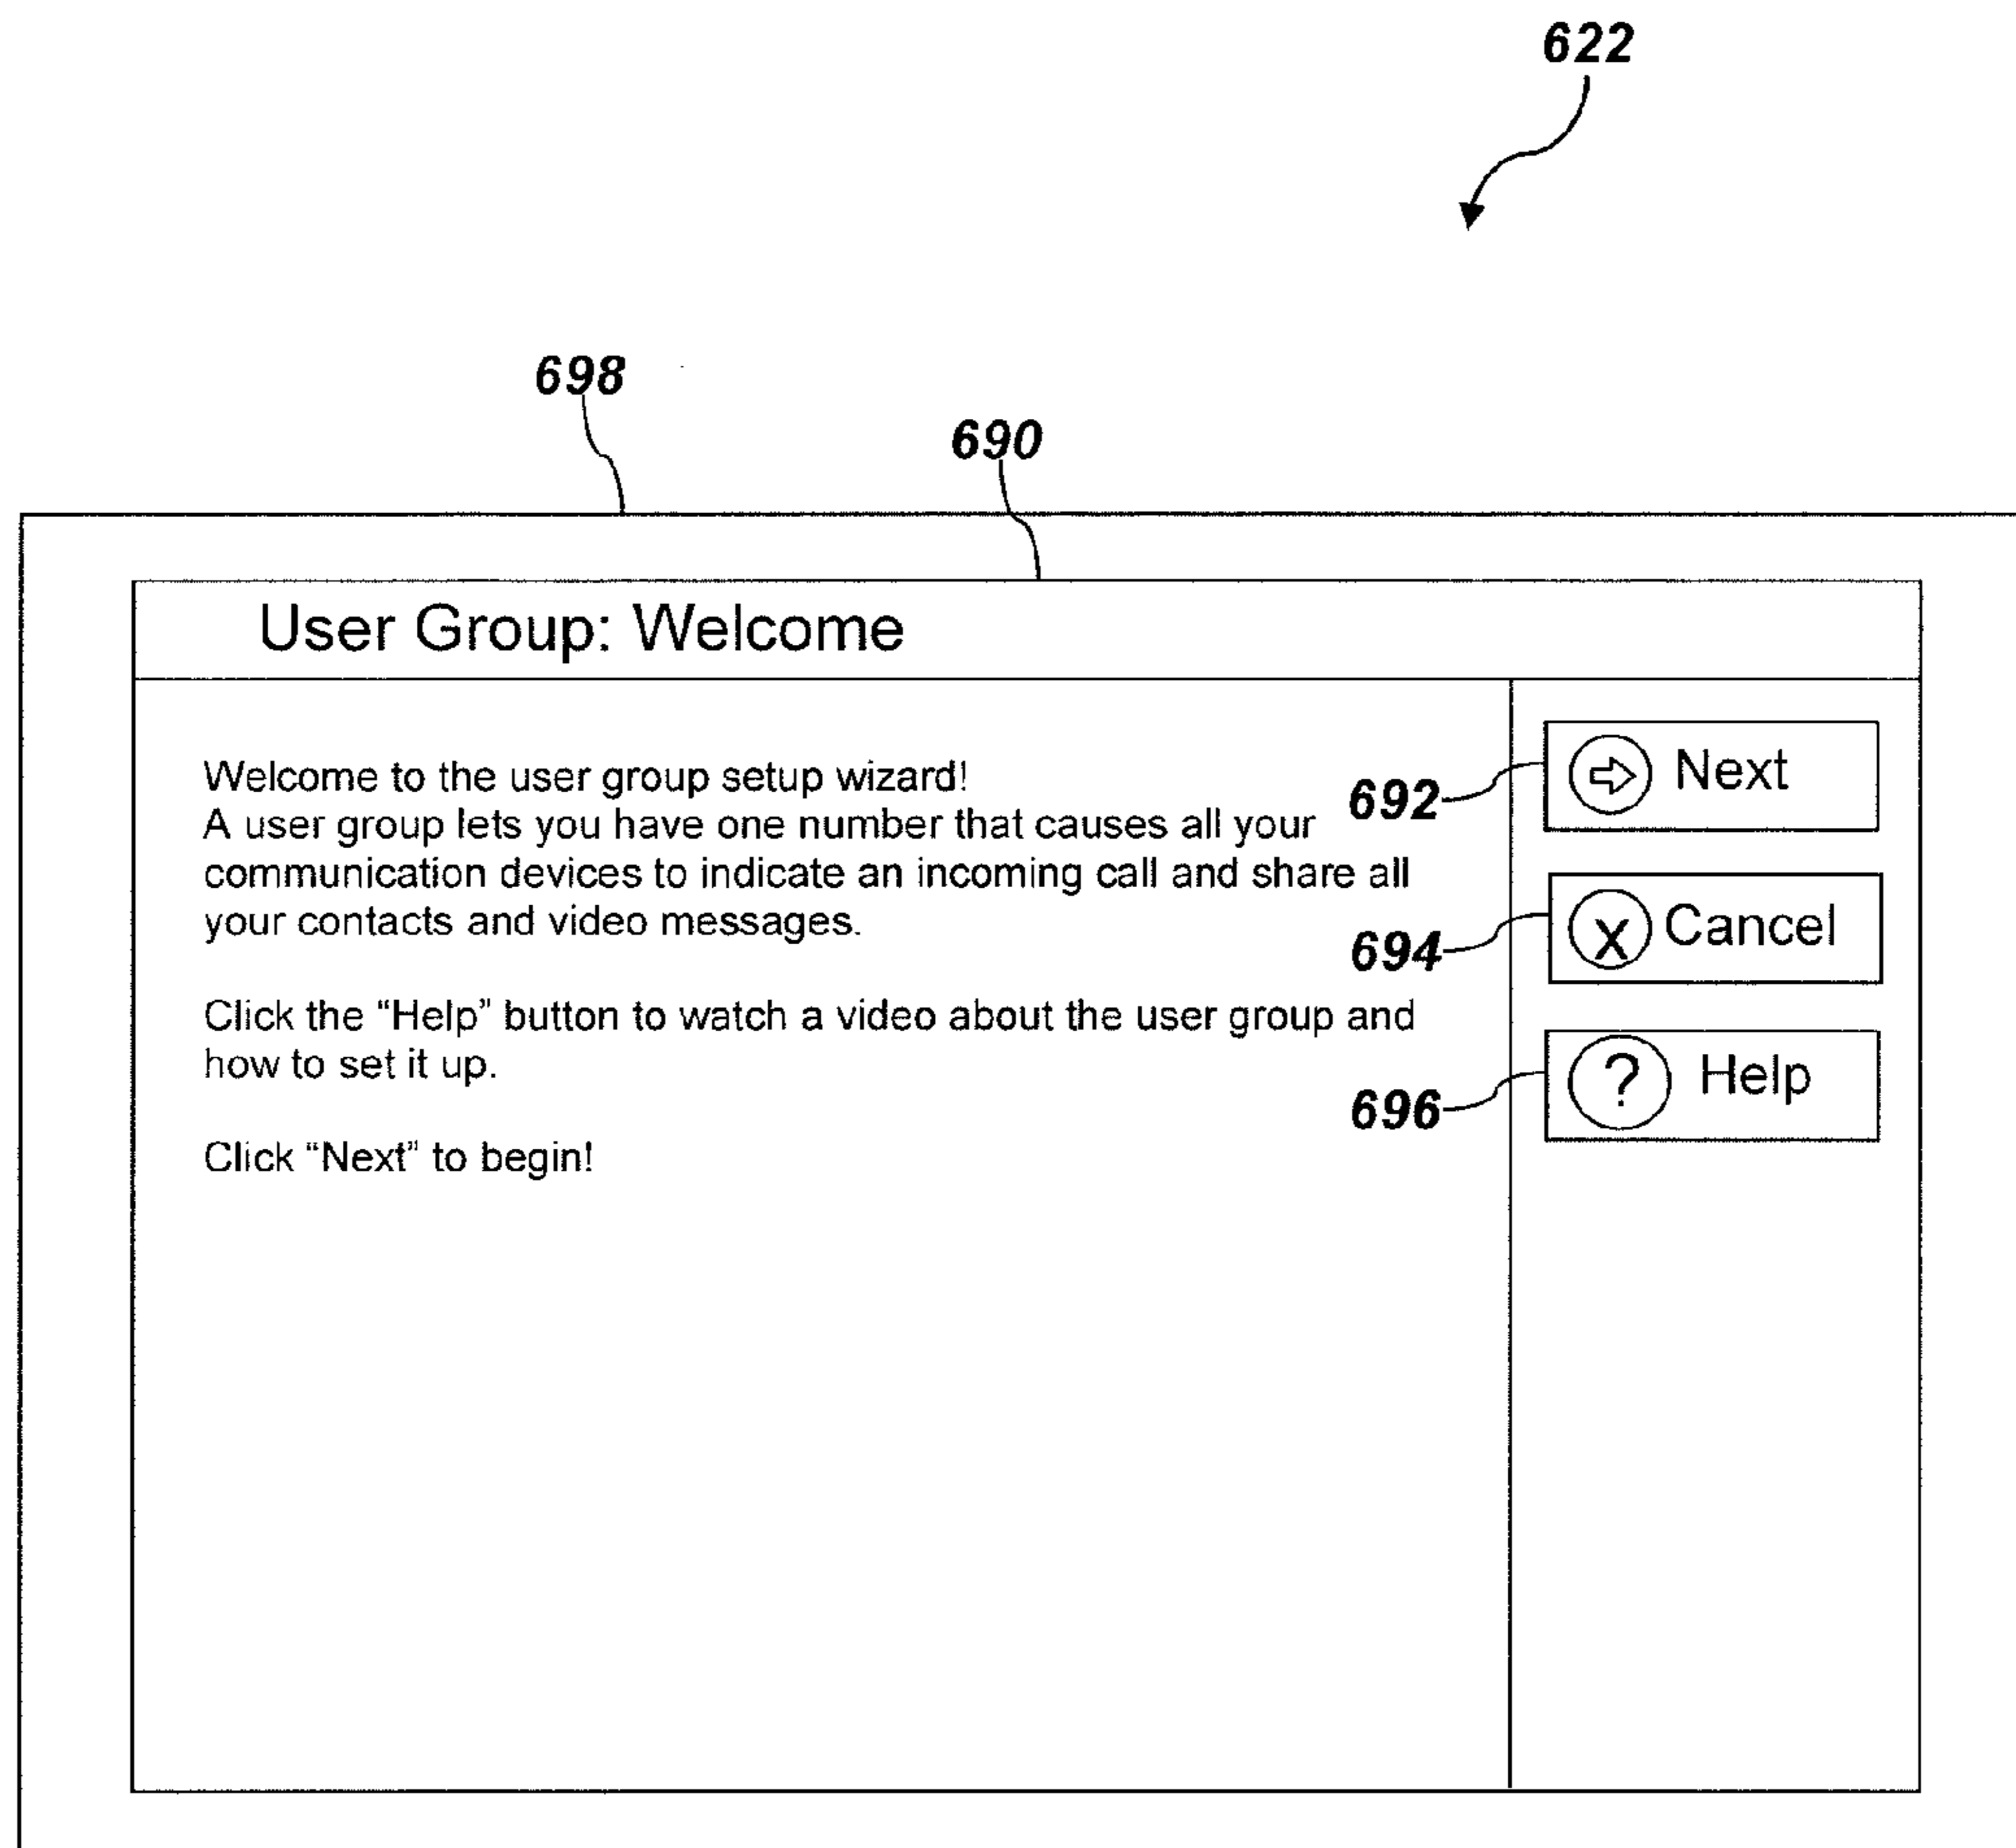 622
698
690
User Group: Welcome
Welcome to the user group setup wizard!
A user group lets you have one number that causes all your
communication devices to indicate an incoming call and share all
your contacts and video messages.
Click the “Help” button to watch a video about the user group and
how to set it up.
Click “Next” to begin!
692
Next
694
X Cancel
696
? Help